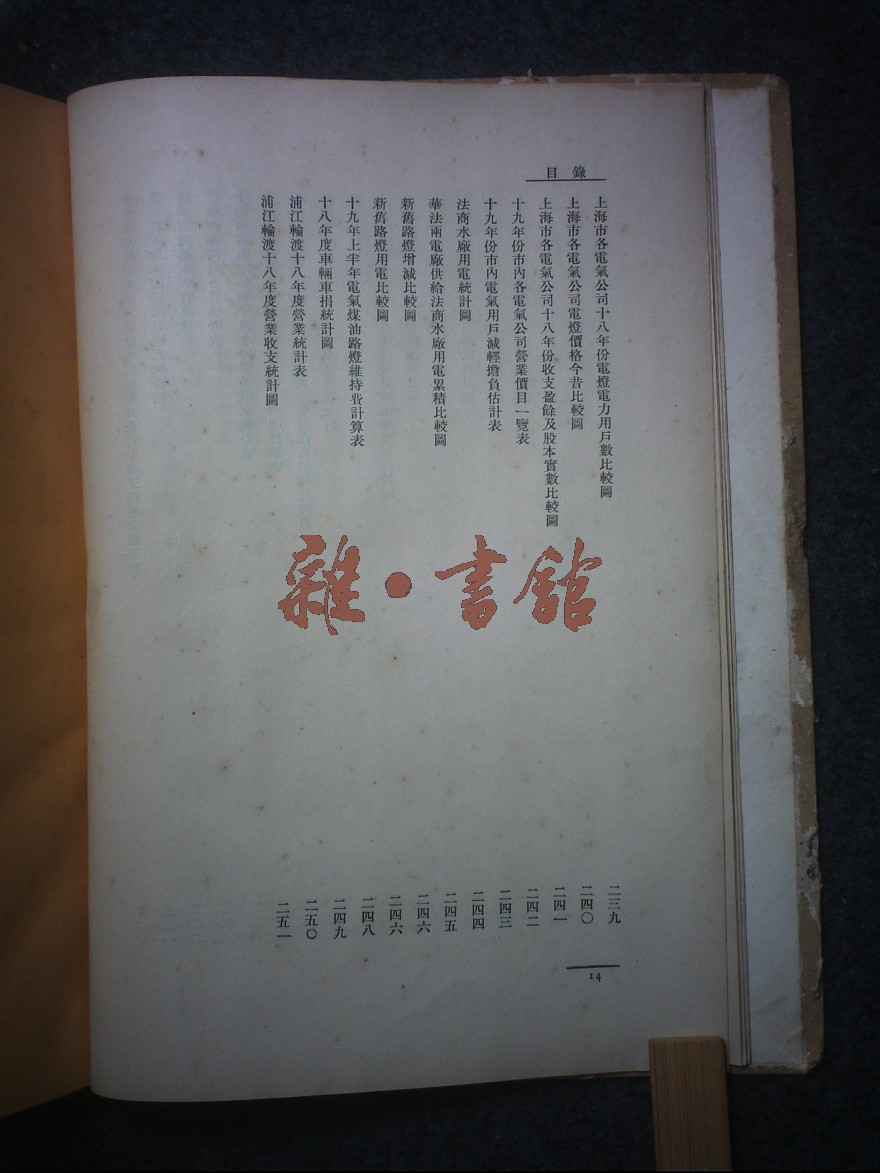 目錄
上海市各電氣公司十八年份電燈電力用戶數比較圖 二三九
上海市各電氣公司電燈價格今昔比較圖 二四〇
上海市各電氣公司十八年份收支盈餘及股本實數比較圖 二四一
十九年份市內各電氣公司營業價目一覽表 二四二
十九年份市內電氣用戶減輕擔負估計表 二四三
法商水廠用電統計圖 二四四
華法兩電廠供給法商水廠用電累積比較圖 二四五
新舊路燈增減比較圖 二四六
新舊路燈用電比較圖 二四六
十九年上半年電氣煤油路燈維持費計算表 二四八
十八年度車輛車捐統計圖 二四九
浦江輪渡十八年度營業統計表 二五〇
浦江輪渡十八年度營業收支統計圖 二五一
14
雜·書館